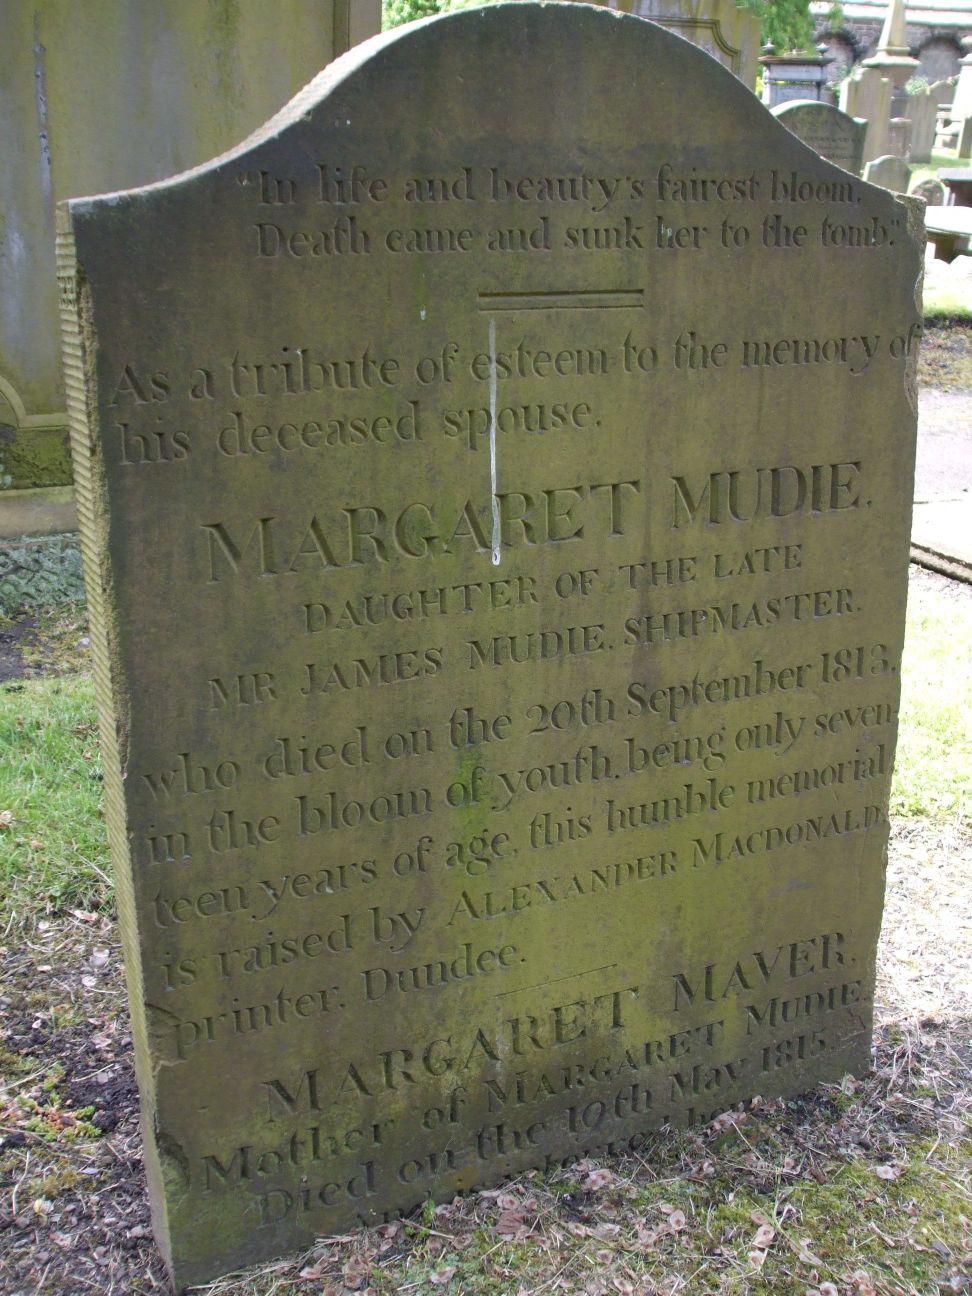 "In life and beauty's fairest bloom,
Death came and sunk her to the tomb."
As a tribute of esteem to the memory of
his deceased spouse.
MARGARET MUDIE.
DAUGHTER OF THE LATE
MR JAMES MUDIE. SHIPMASTER.
who died on the 20th September 1813.
in the bloom of youth, being only seven-
teen years of age, this humble memorial
is raised by ALEXANDER MACDONALD.
printer. Dundee.
MARGARET MAVER.
Mother of MARGARET MUDIE.
Died on the 19th May 1815.